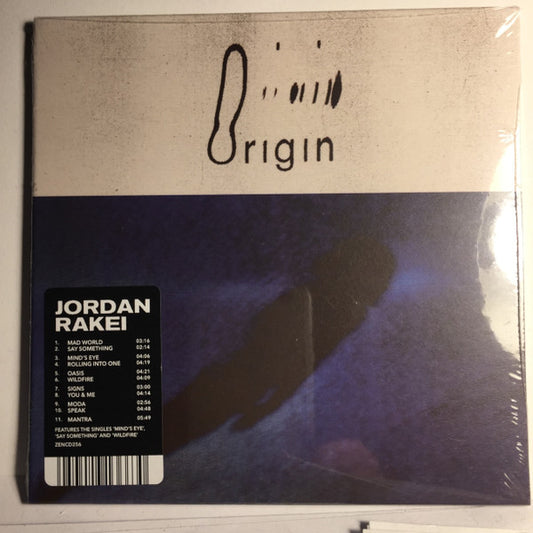 Origin
JORDAN
RAKEI
1. MAD WORLD 03:16
2. SAY SOMETHING 02:14
3. MIND'S EYE 04:06
4. ROLLING INTO ONE 04:19
5. OASIS 04:21
6. WILDFIRE 04:09
7. SIGNS 03:00
8. YOU & ME 04:14
9. MODA 02:56
10. SPEAK 04:48
11. MANTRA 05:49
FEATURES THE SINGLES 'MIND'S EYE',
'SAY SOMETHING' AND 'WILDFIRE'
ZENCD256